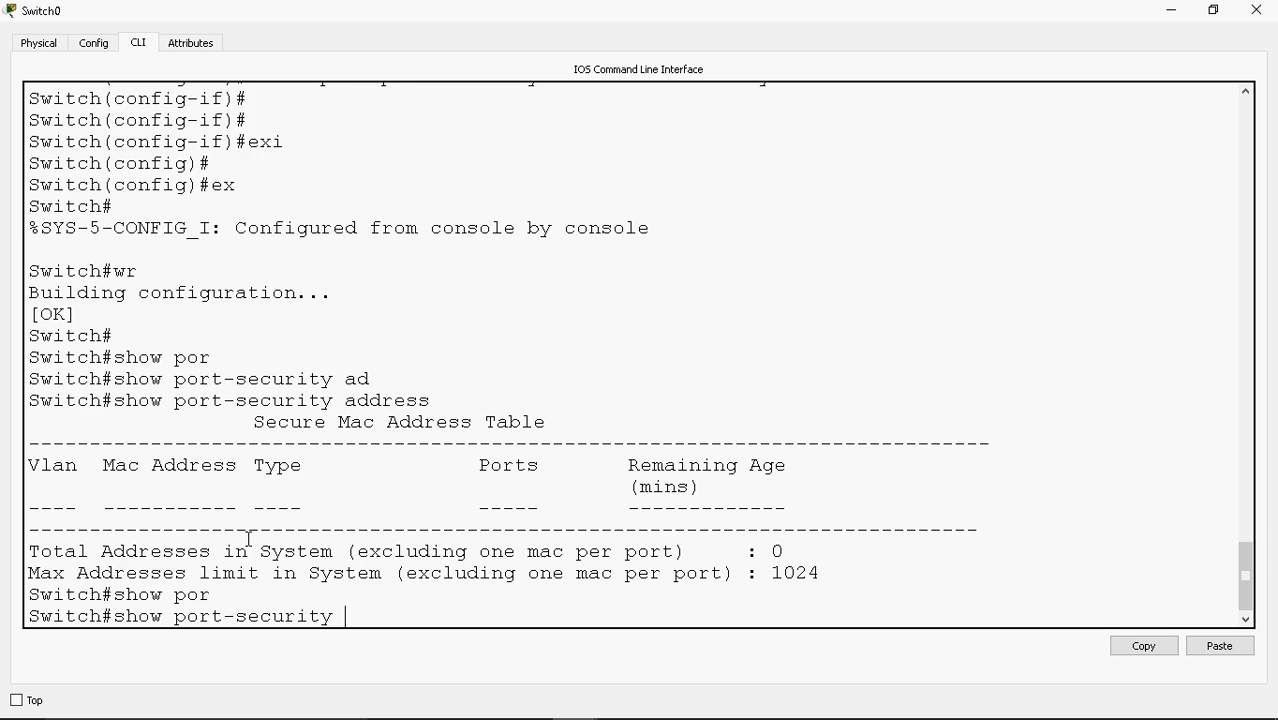 Switch0
Physical Config CLI Attributes
IOS Command Line Interface
Switch(config-if)#
Switch(config-if)#
Switch(config-if)#exi
Switch(config)#
Switch(config)#ex
Switch#
%SYS-5-CONFIG_I: Configured from console by console
Switch#wr
Building configuration...
[OK]
Switch#
Switch#show por
Switch#show port-security ad
Switch#show port-security address
Secure Mac Address Table
-------------------------------------------------------------------------------
Vlan Mac Address Type Ports Remaining Age
(mins)
---- ----------- ---- ----- -------------
------------------------------------------------------------------------------
Total Addresses in System (excluding one mac per port) : 0
Max Addresses limit in System (excluding one mac per port) : 1024
Switch#show por
Switch#show port-security
Copy Paste
Top